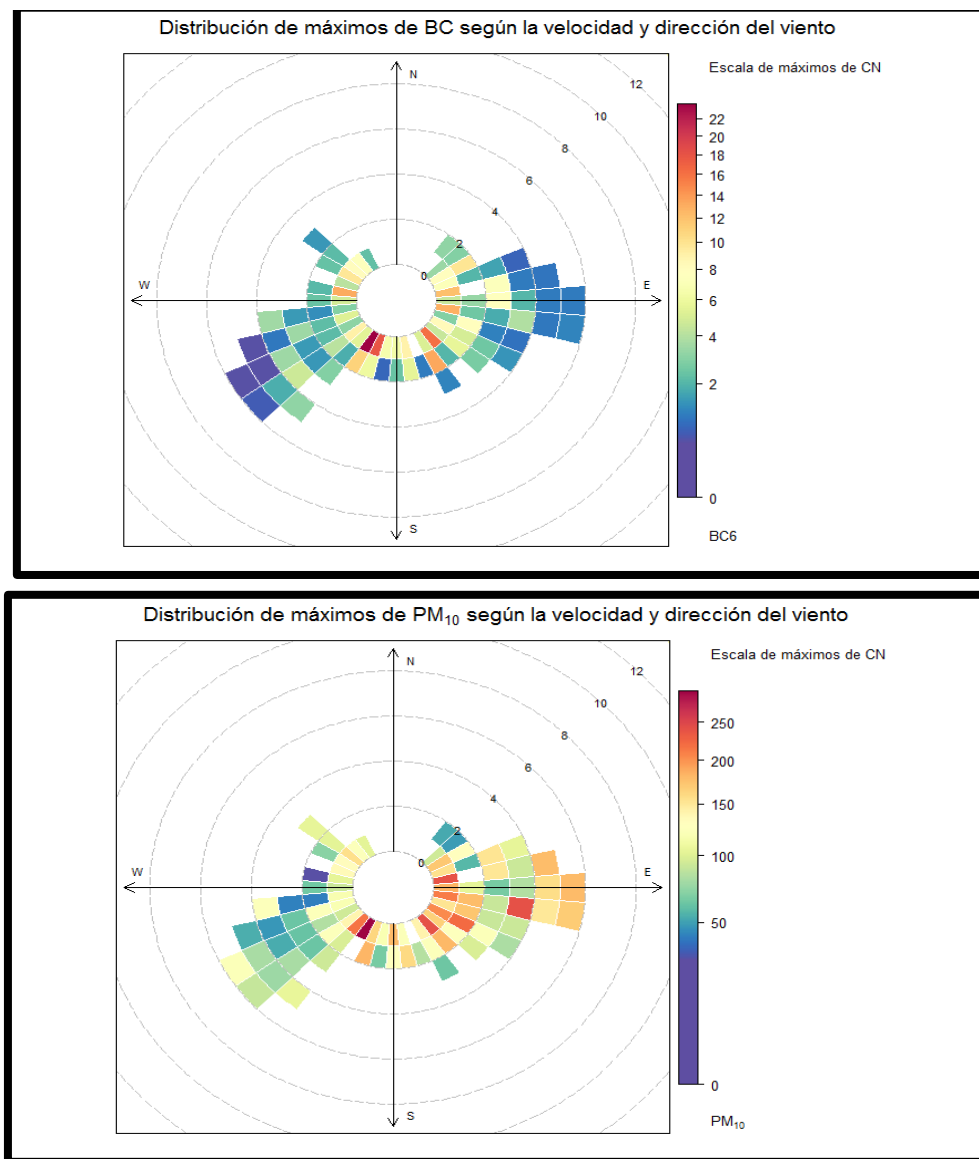 Distribución de máximos de BC según la velocidad y dirección del viento
Escala de máximos de CN
N
12
10
8
6
4
2
0
W
E
S
22
20
18
16
14
12
10
8
6
4
2
0
BC6
Distribución de máximos de PM₁₀ según la velocidad y dirección del viento
Escala de máximos de CN
N
12
10
8
6
4
2
0
W
E
S
250
200
150
100
50
0
PM₁₀